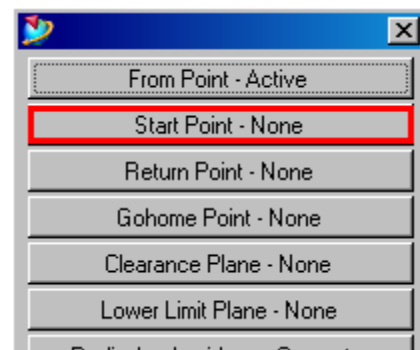 From Point - Active
Start Point - None
Return Point - None
Gohome Point - None
Clearance Plane - None
Lower Limit Plane - None